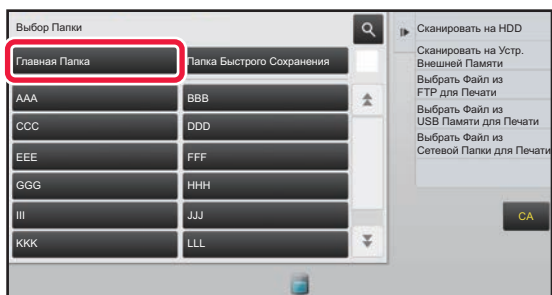 Выбор Папки
Главная Папка
Папка Быстрого Сохранения
AAA
BBB
CCC
DDD
EEE
FFF
GGG
HHH
III
JJJ
KKK
LLL
Сканировать на HDD
Сканировать на Устр.
Внешней Памяти
Выбрать Файл из
FTP для Печати
Выбрать Файл из
USB Памяти для Печати
Выбрать Файл из
Сетевой Папки для Печати
CA